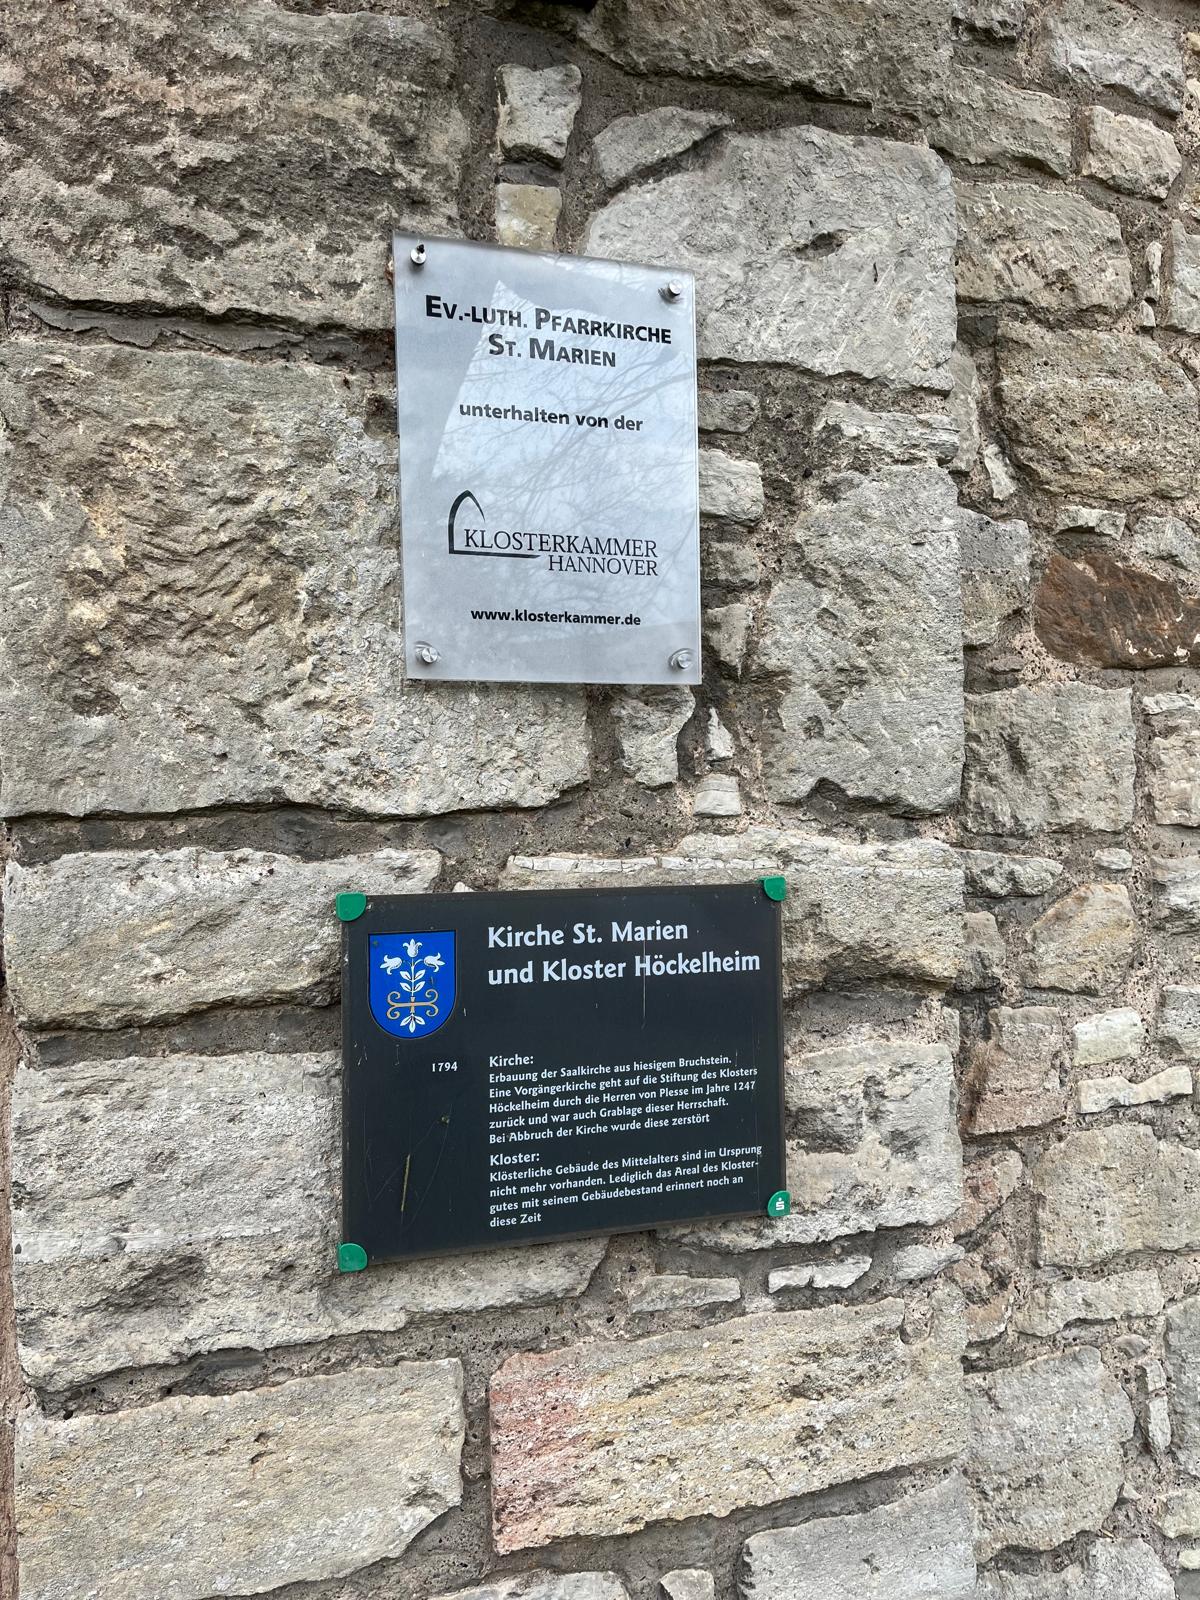 EV.-LUTH. PFARRKIRCHE
ST. MARIEN
unterhalten von der
KLOSTERKAMMER
HANNOVER
www.klosterkammer.de
Kirche St. Marien
und Kloster Höckelheim
1794
Kirche:
Erbauung der Saalkirche aus hiesigem Bruchstein.
Eine Vorgängerkirche geht auf die Stiftung des Klosters
Höckelheim durch die Herren von Plesse im Jahre 1247
zurück und war auch Grablage dieser Herrschaft.
Bei Abbruch der Kirche wurde diese zerstört
Kloster:
Klösterliche Gebäude des Mittelalters sind im Ursprung
nicht mehr vorhanden. Lediglich das Areal des Kloster-
gutes mit seinem Gebäudebestand erinnert noch an
diese Zeit